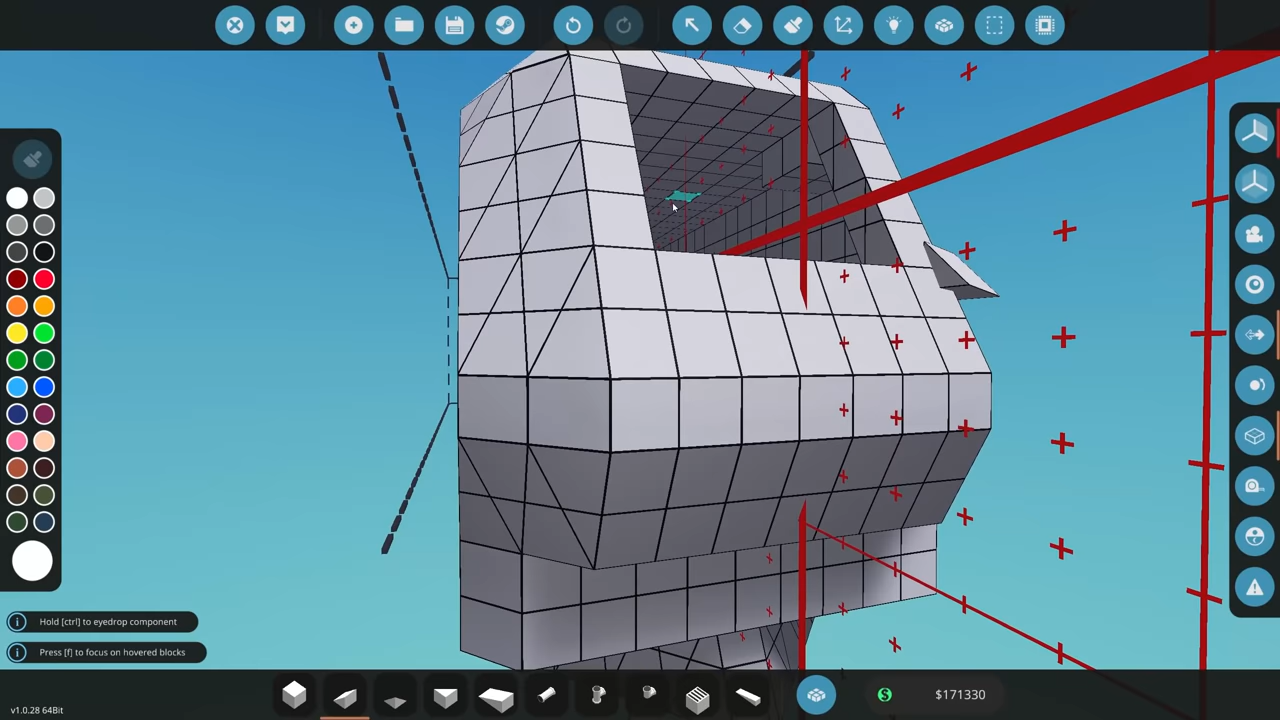 Hold [ctrl] to eyedrop component
Press [f] to focus on hovered blocks
$171330
v1.0.28 64Bit